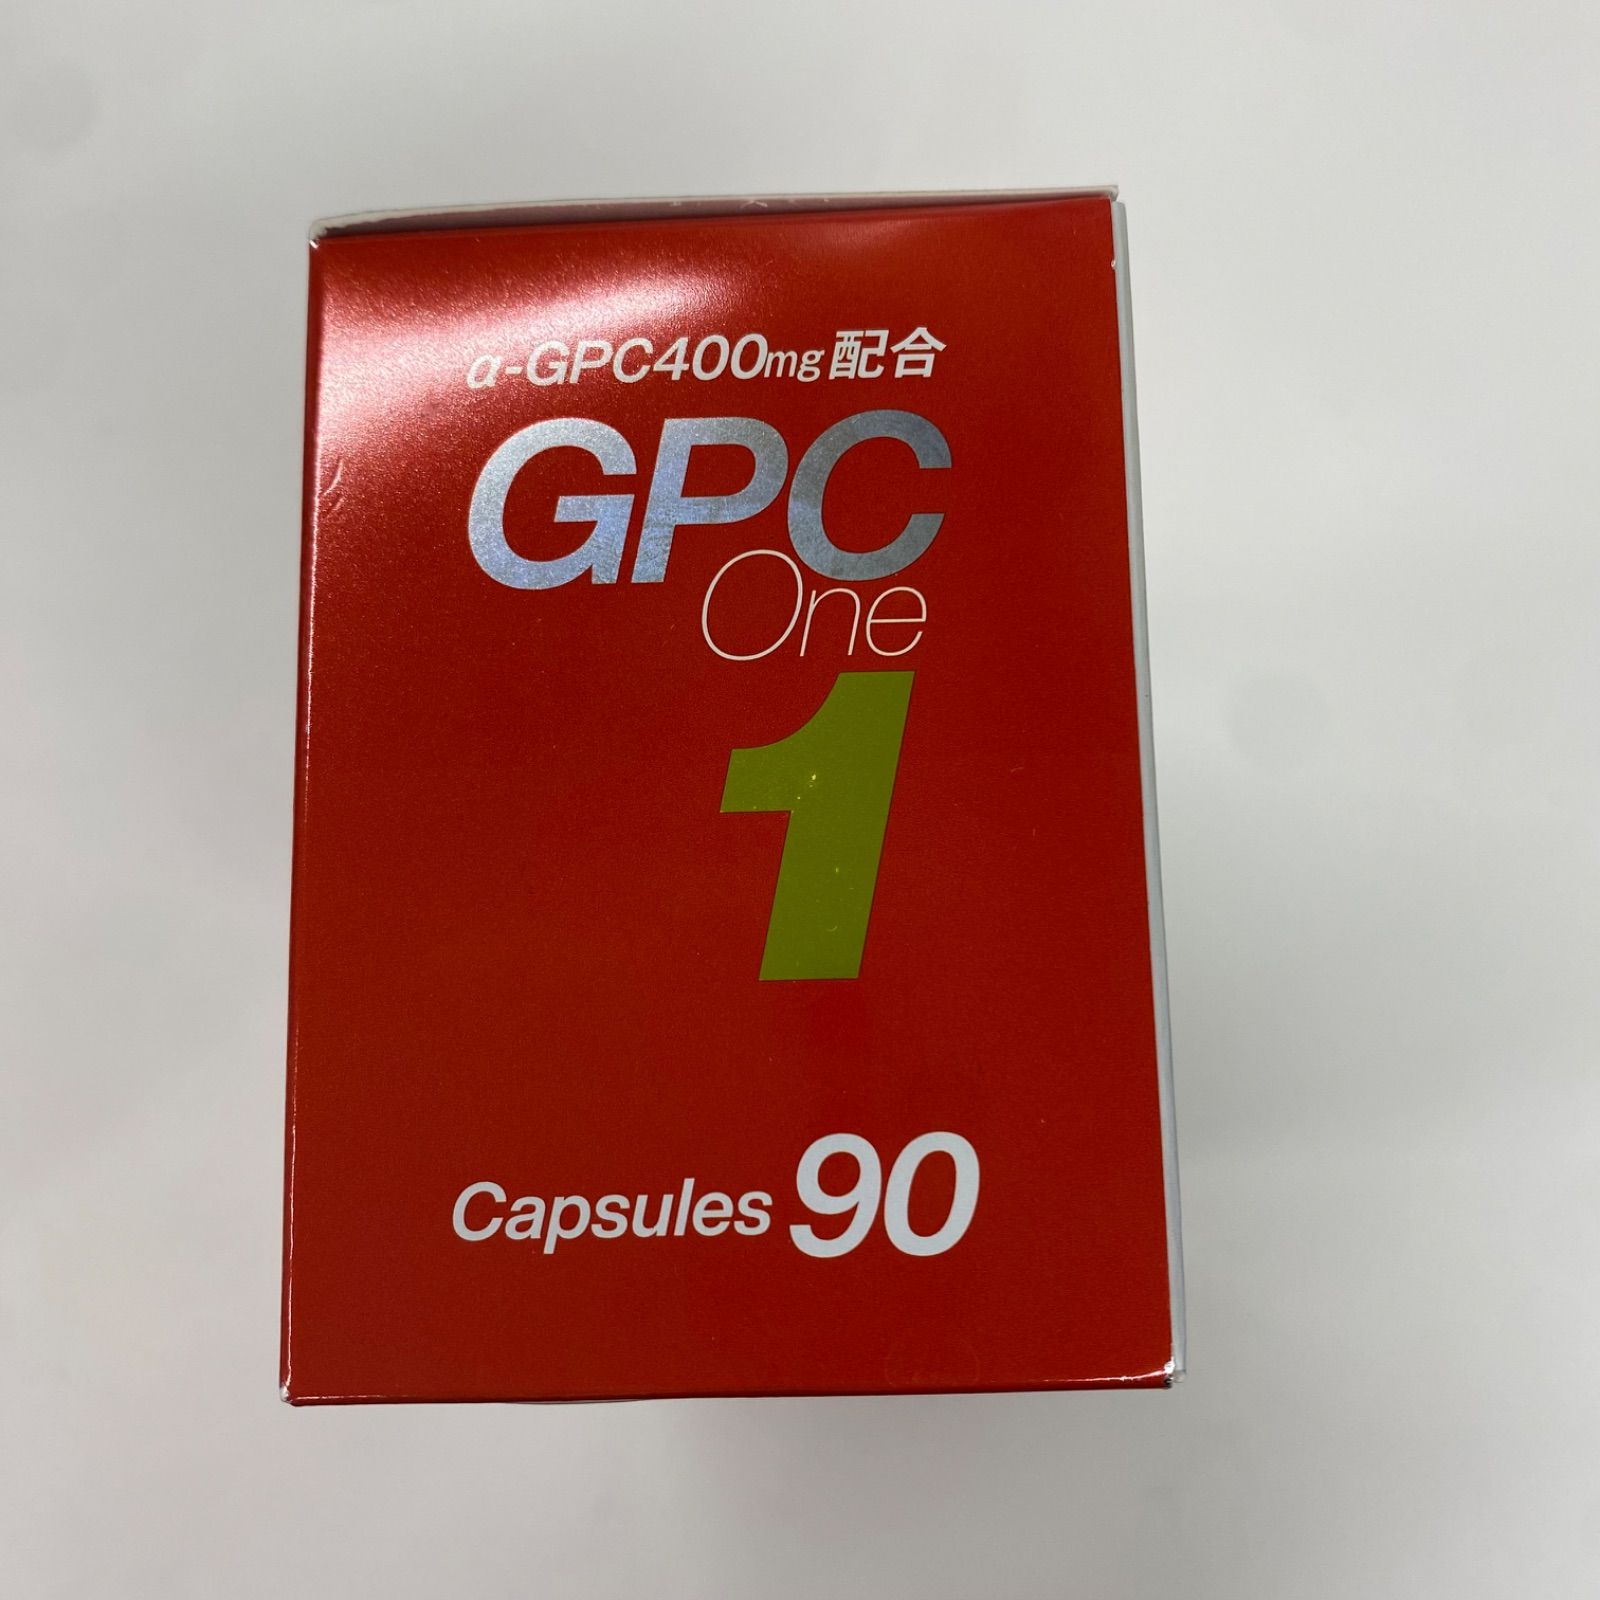 α-GPC400mg配合
GPC
One
1
Capsules 90